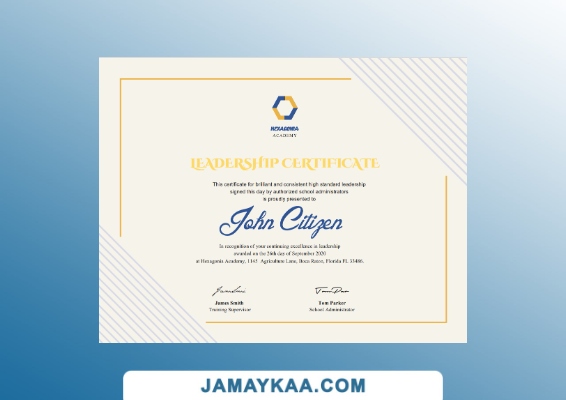 HEXAGONIA
ACADEMY
LEADERSHIP CERTIFICATE
This certificate for brilliant and consistent high standard leadership
signed this day by authorized school administrators
is proudly presented to
John Citizen
In recognition of your continuing excellence in leadership
awarded on the 26th day of September 2020
at Hexagonia Academy, 1145 Agriculture Lane, Boca Raton, Florida FL 33486.
James Smith
Tom Parker
Training Supervisor
School Administrator
JAMAYKAA.COM